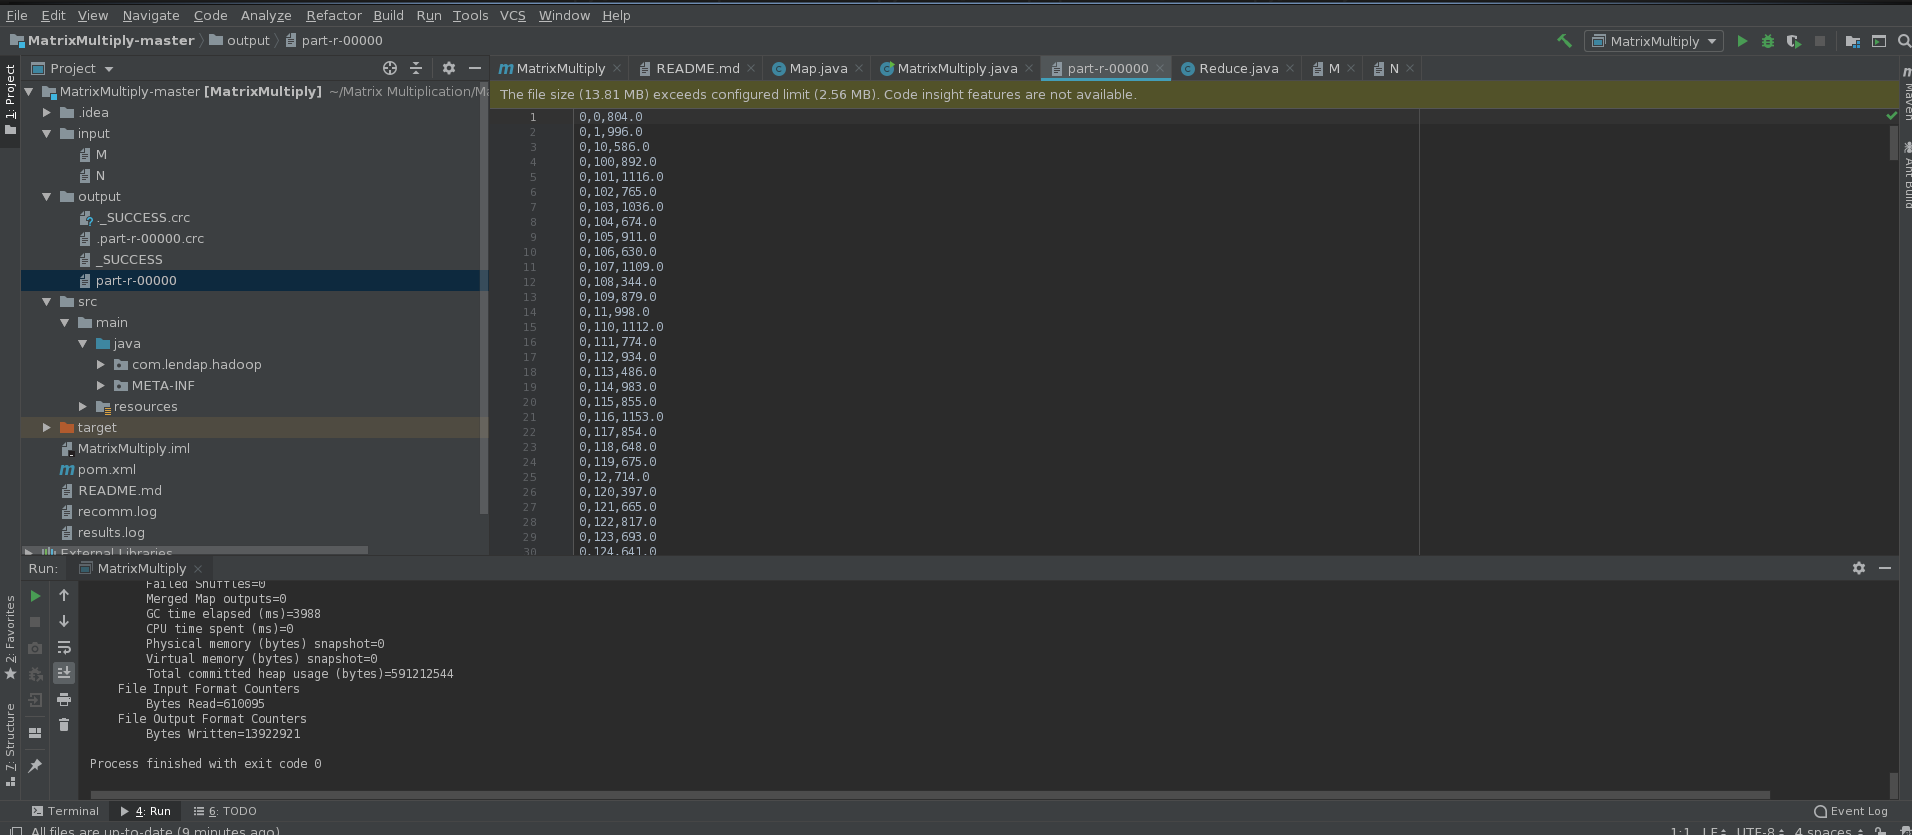 File Edit View Navigate Code Analyze Refactor Build Run Tools VCS Window Help
MatrixMultiply-master output part-r-00000
MatrixMultiply
Project
MatrixMultiply README.md Map.java MatrixMultiply.java part-r-00000 Reduce.java M N
1: Project
MatrixMultiply-master [MatrixMultiply] ~/Matrix Multiplication/M
.idea
input
M
N
output
._SUCCESS.crc
.part-r-00000.crc
_SUCCESS
part-r-00000
src
main
java
com.lendap.hadoop
META-INF
resources
target
MatrixMultiply.iml
pom.xml
README.md
recomm.log
results.log
External Libraries
The file size (13.81 MB) exceeds configured limit (2.56 MB). Code insight features are not available.
1 0,0,804.0
2 0,1,996.0
3 0,10,586.0
4 0,100,892.0
5 0,101,1116.0
6 0,102,765.0
7 0,103,1036.0
8 0,104,674.0
9 0,105,911.0
10 0,106,630.0
11 0,107,1109.0
12 0,108,344.0
13 0,109,879.0
14 0,11,998.0
15 0,110,1112.0
16 0,111,774.0
17 0,112,934.0
18 0,113,486.0
19 0,114,983.0
20 0,115,855.0
21 0,116,1153.0
22 0,117,854.0
23 0,118,648.0
24 0,119,675.0
25 0,12,714.0
26 0,120,397.0
27 0,121,665.0
28 0,122,817.0
29 0,123,693.0
30 0,124,641.0
Maven
Ant Build
Run: MatrixMultiply
Failed Shuffles=0
Merged Map outputs=0
GC time elapsed (ms)=3988
CPU time spent (ms)=0
Physical memory (bytes) snapshot=0
Virtual memory (bytes) snapshot=0
Total committed heap usage (bytes)=591212544
File Input Format Counters
Bytes Read=610095
File Output Format Counters
Bytes Written=13922921
Process finished with exit code 0
2: Favorites
7: Structure
Terminal 4: Run 6: TODO Event Log
All files are up-to-date (9 minutes ago) 1:1 LF UTF-8 4 spaces